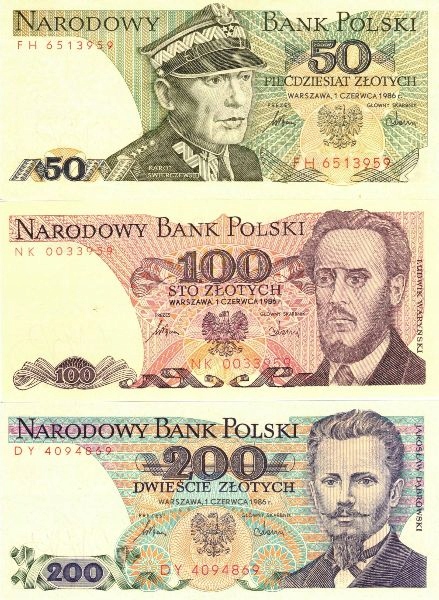 NARODOWY BANK POLSKI
FH 6513959
50
PIĘĆDZIESIĄT ZŁOTYCH
WARSZAWA, 1 CZERWCA 1986 r.
PREZES GŁÓWNY SKARBNIK
FH 6513959
50
KAROL
ŚWIERCZEWSKI
NARODOWY BANK POLSKI
NK 0033959
100
STO ZŁOTYCH
WARSZAWA, 1 CZERWCA 1986 r.
PREZES GŁÓWNY SKARBNIK
LUDWIK WARYŃSKI
NK 0033959
100
NARODOWY BANK POLSKI
DY 4094869
200
DWIEŚCIE ZŁOTYCH
WARSZAWA, 1 CZERWCA 1986 r.
PREZES GŁÓWNY SKARBNIK
JAROSŁAW DĄBROWSKI
DY 4094869
200